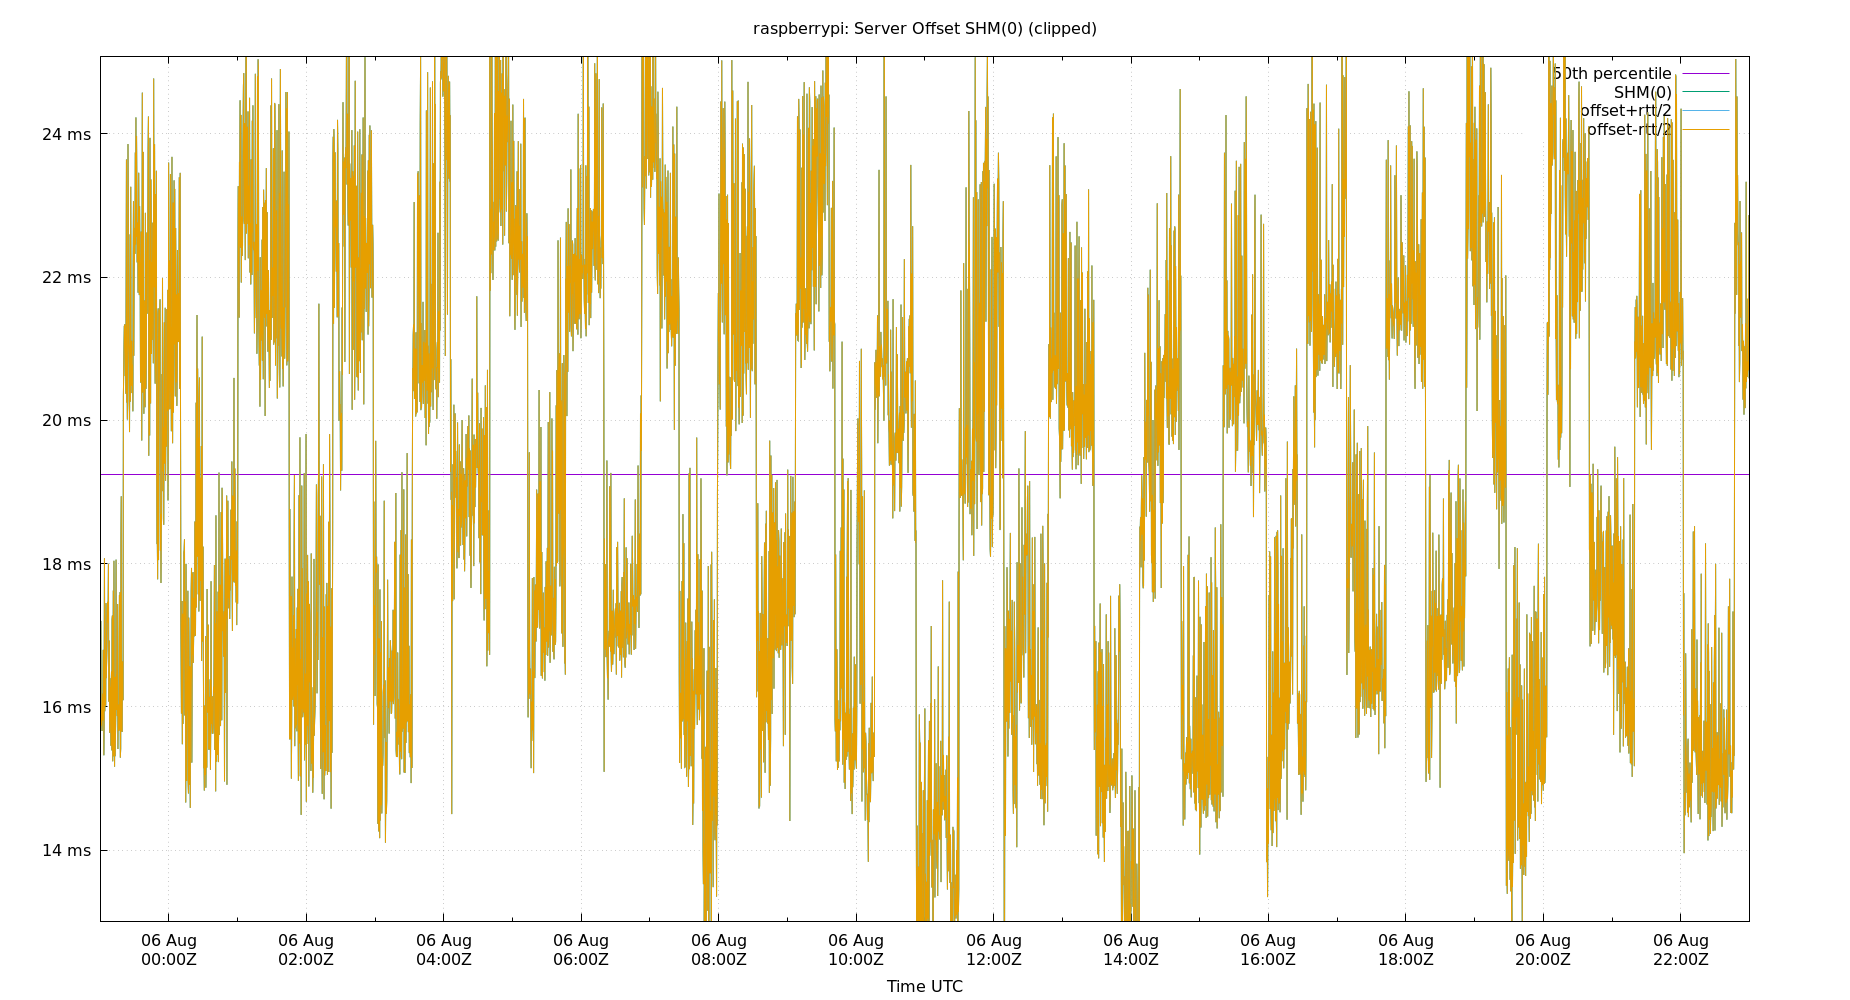 raspberrypi: Server Offset SHM(0) (clipped)
50th percentile
SHM(0)
offset+rtt/2
offset-rtt/2
24 ms
22 ms
20 ms
18 ms
16 ms
14 ms
06 Aug 06 Aug 06 Aug 06 Aug 06 Aug 06 Aug 06 Aug 06 Aug 06 Aug 06 Aug 06 Aug 06 Aug
00:00Z 02:00Z 04:00Z 06:00Z 08:00Z 10:00Z 12:00Z 14:00Z 16:00Z 18:00Z 20:00Z 22:00Z
Time UTC